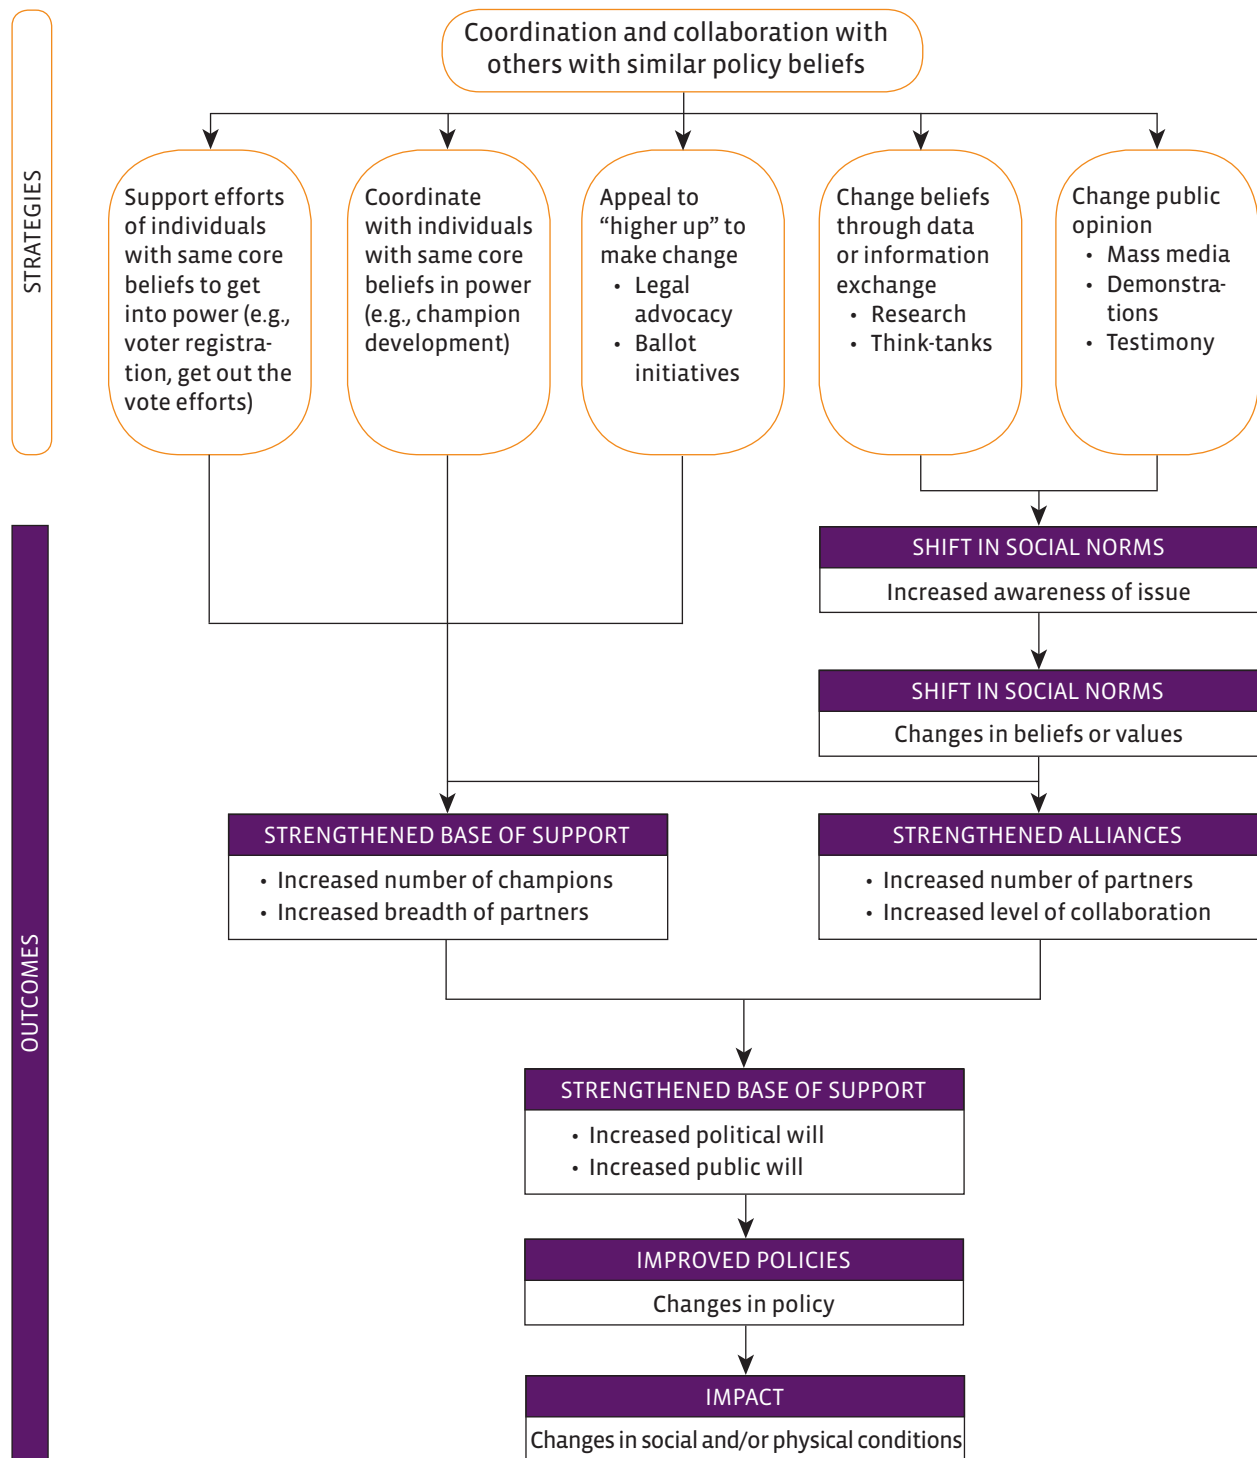 Coordination and collaboration with
others with similar policy beliefs
STRATEGIES
Support efforts
of individuals
with same core
beliefs to get
into power (e.g.,
voter registra-
tion, get out the
vote efforts)
Coordinate
with individuals
with same core
beliefs in power
(e.g., champion
development)
Appeal to
“higher up” to
make change
• Legal
advocacy
• Ballot
initiatives
Change beliefs
through data
or information
exchange
• Research
• Think-tanks
Change public
opinion
• Mass media
• Demonstra-
tions
• Testimony
OUTCOMES
SHIFT IN SOCIAL NORMS
Increased awareness of issue
SHIFT IN SOCIAL NORMS
Changes in beliefs or values
STRENGTHENED BASE OF SUPPORT
• Increased number of champions
• Increased breadth of partners
STRENGTHENED ALLIANCES
• Increased number of partners
• Increased level of collaboration
STRENGTHENED BASE OF SUPPORT
• Increased political will
• Increased public will
IMPROVED POLICIES
Changes in policy
IMPACT
Changes in social and/or physical conditions